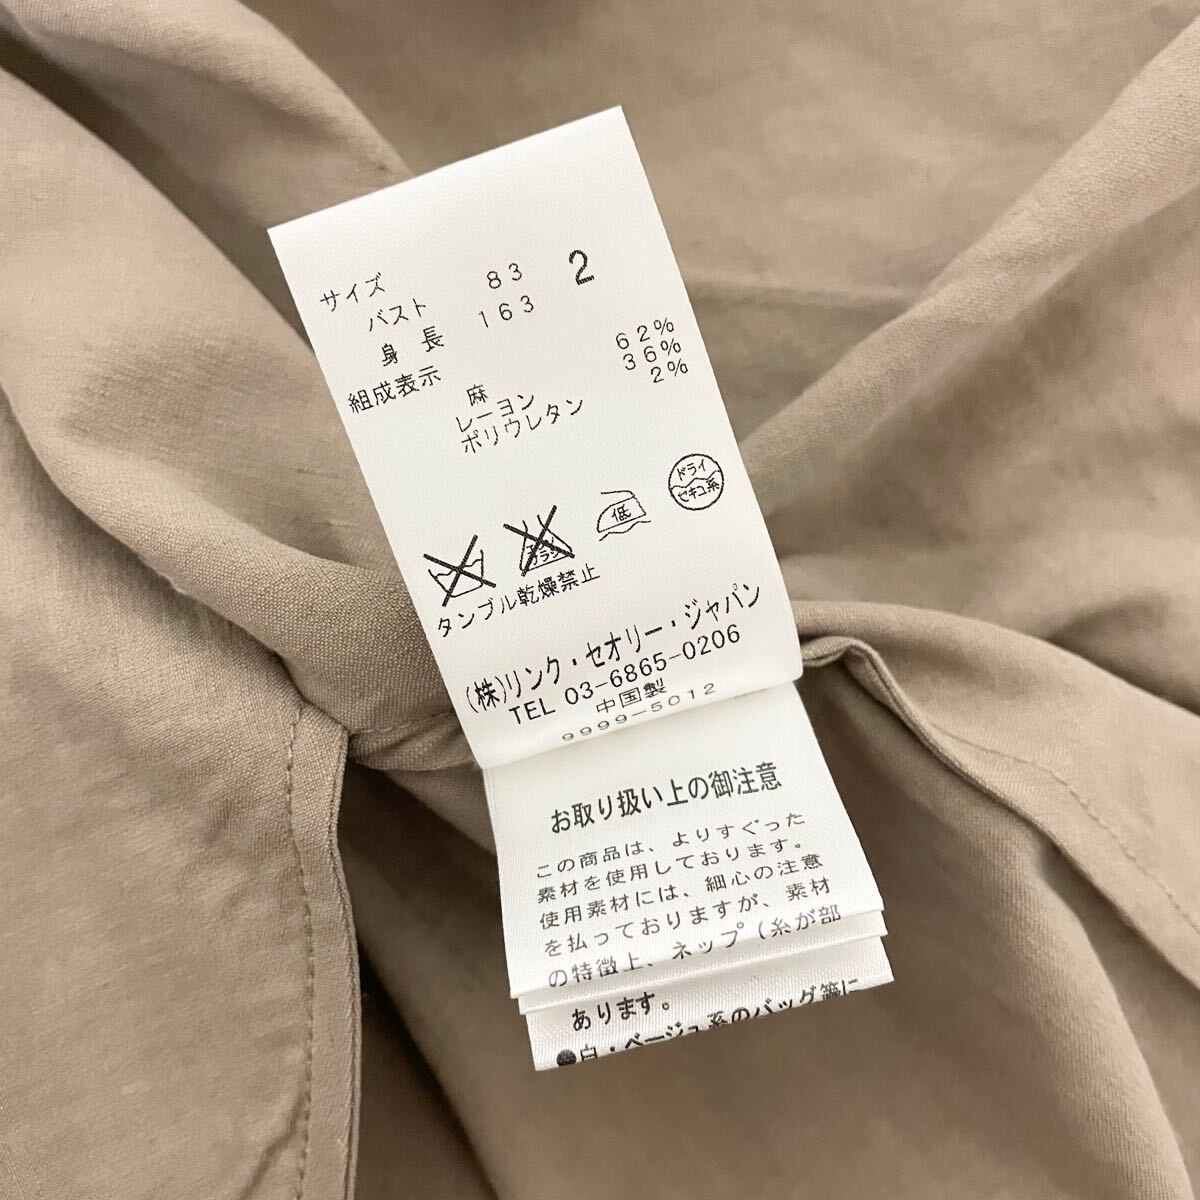 サイズ 2
バスト 83
身長 163
組成表示
麻 62%
レーヨン 36%
ポリウレタン 2%
低
ドライ
セキユ系
タンブル乾燥禁止
(株)リンク・セオリー・ジャパン
TEL 03-6865-0206
中国製
9999-5012
お取り扱い上の御注意
この商品は、よりすぐった
素材を使用しております。
使用素材には、細心の注意
を払っておりますが、素材
の特徴上、ネップ（糸が部
あります。
●白・ベージュ系のバッグ等に